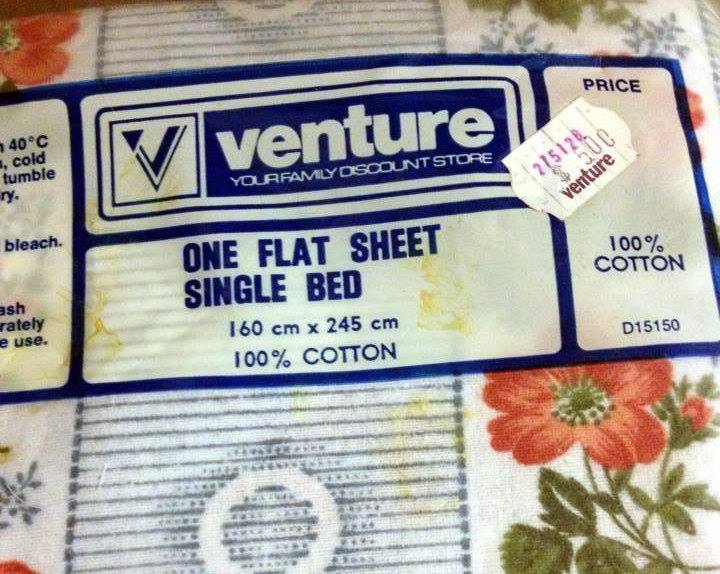 40°C
, cold
tumble
ry.
bleach.
ash
rately
e use.
venture
YOUR FAMILY DISCOUNT STORE
ONE FLAT SHEET
SINGLE BED
160 cm x 245 cm
100% COTTON
PRICE
275128
venture
100%
COTTON
D15150